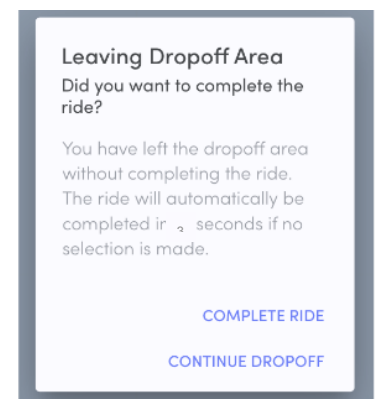 Leaving Dropoff Area
Did you want to complete the
ride?
You have left the dropoff area
without completing the ride.
The ride will automatically be
completed seconds if no
selection is made.
COMPLETE RIDE
CONTINUE DROPOFF